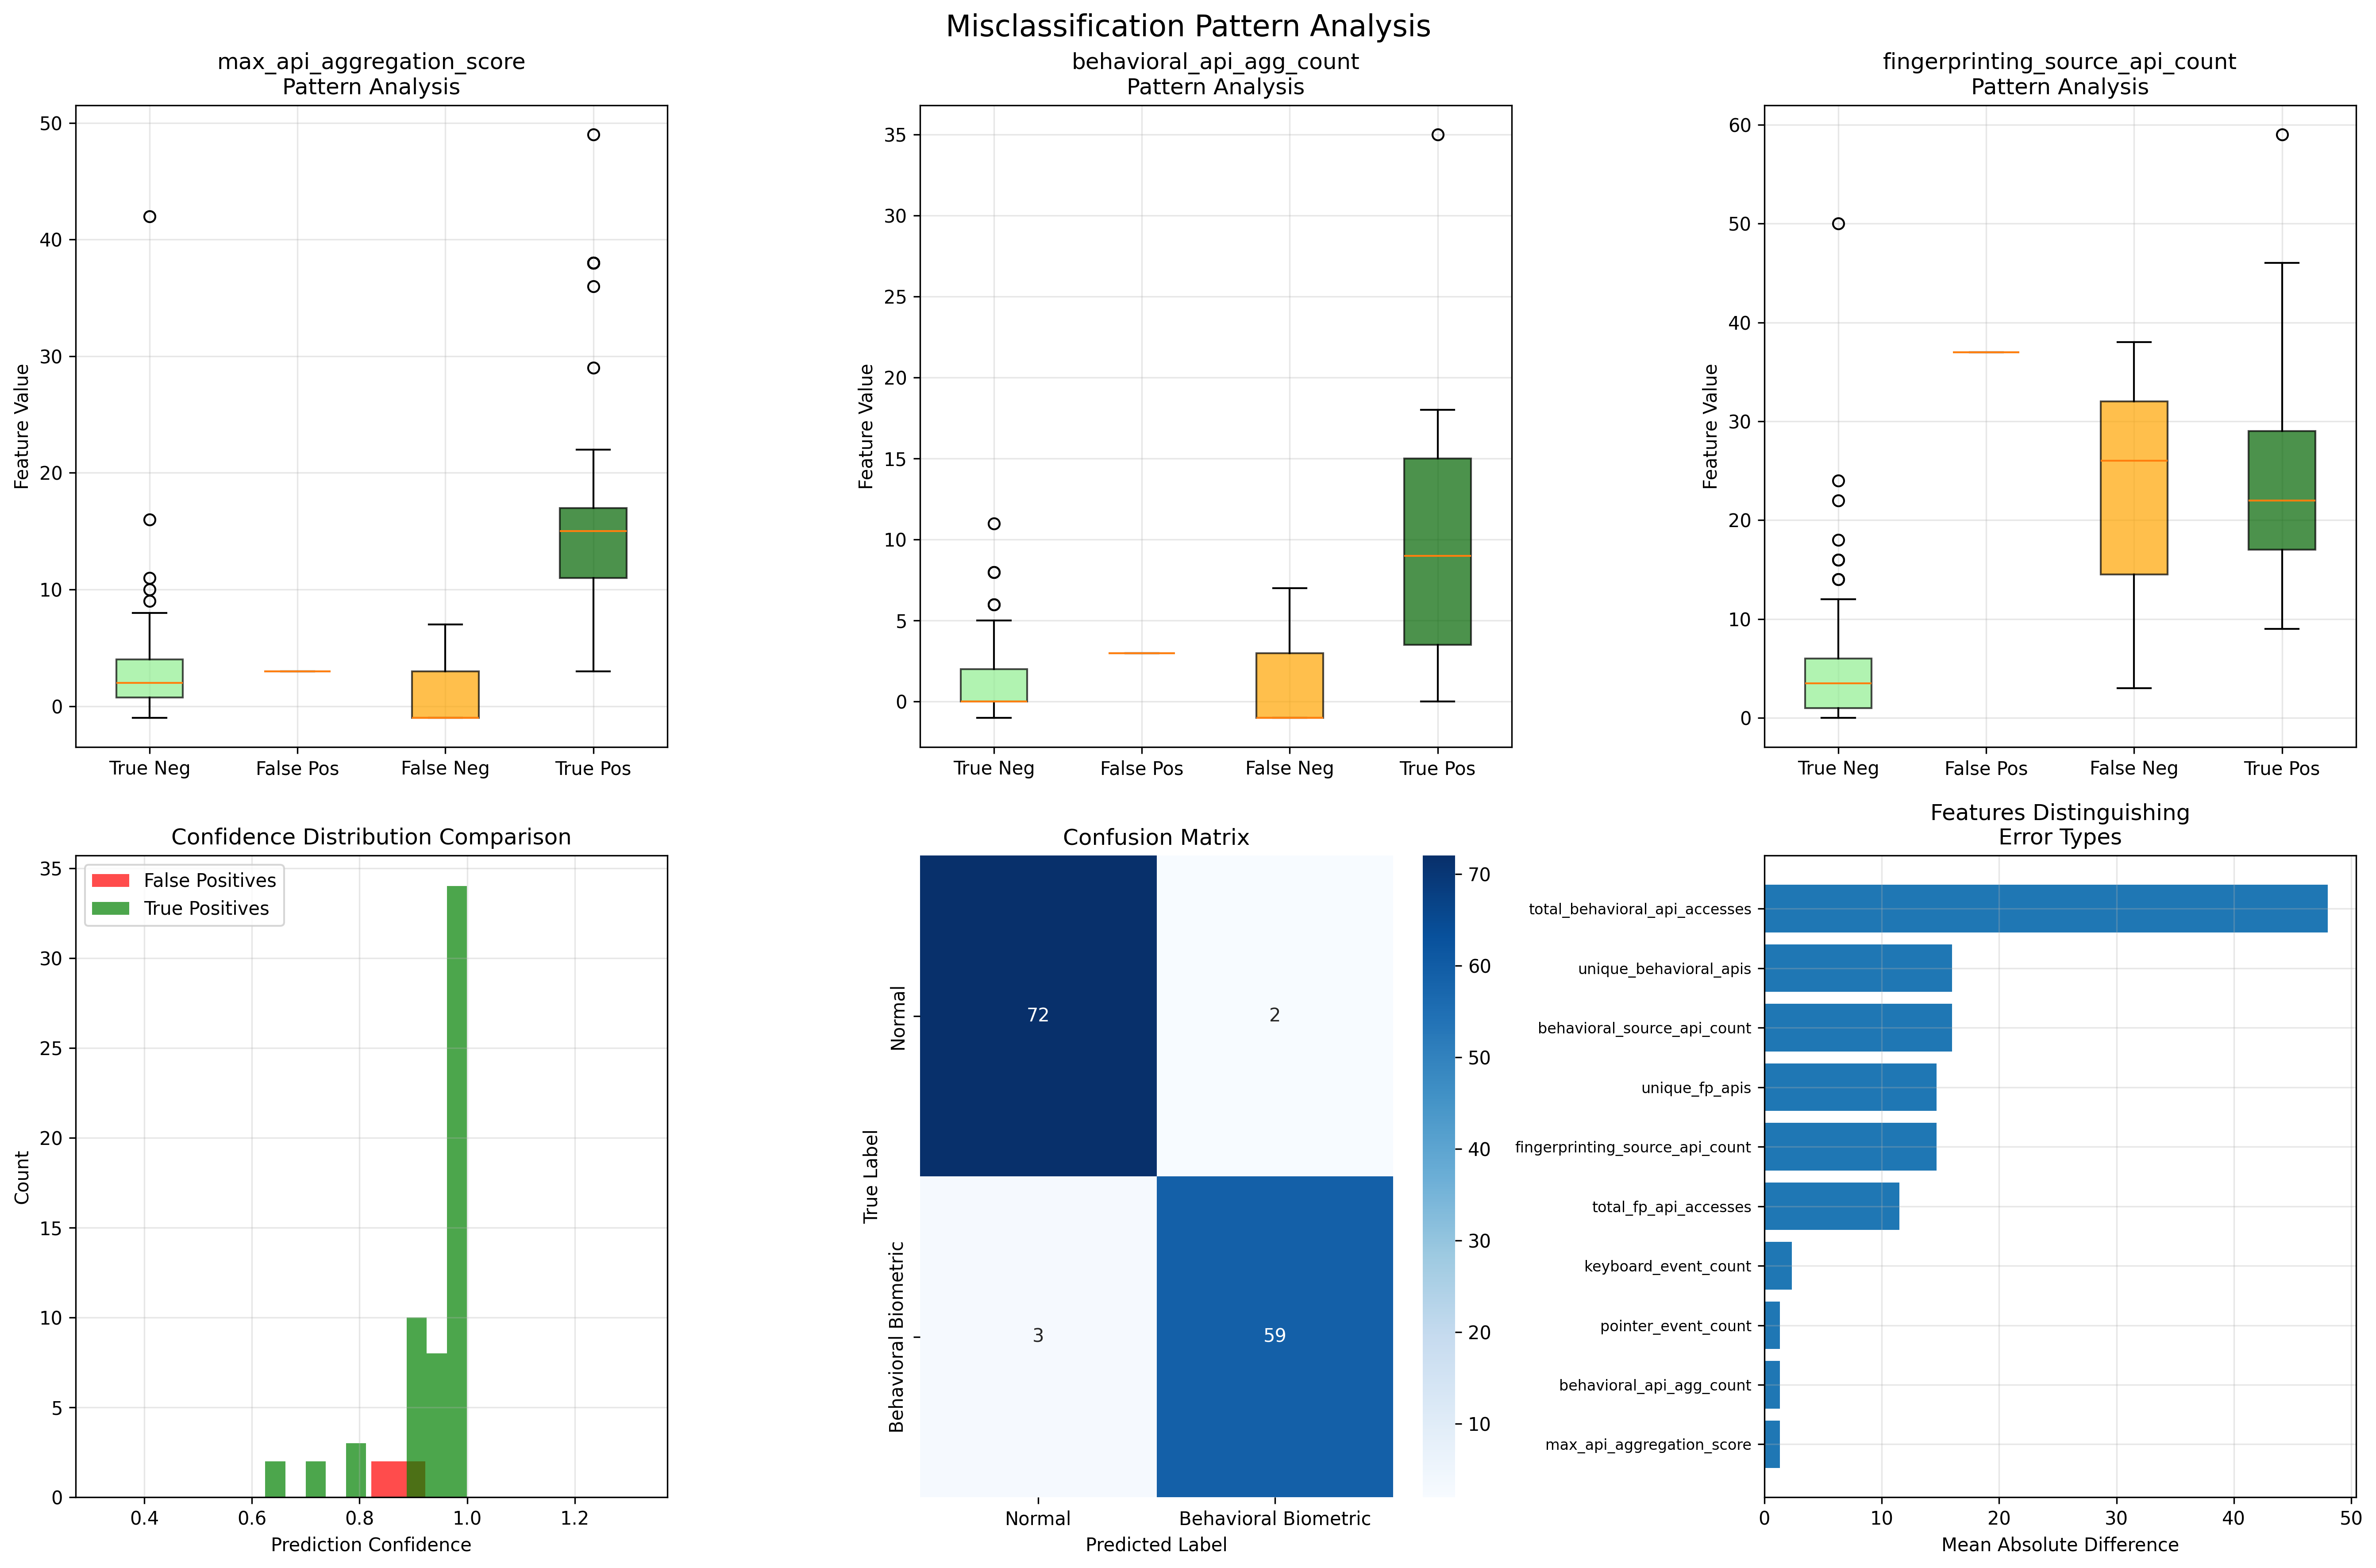 Misclassification Pattern Analysis
max_api_aggregation_score
Pattern Analysis
50
40
30
20
10
0
Feature Value
True Neg
False Pos
False Neg
True Pos
behavioral_api_agg_count
Pattern Analysis
35
30
25
20
15
10
5
0
Feature Value
True Neg
False Pos
False Neg
True Pos
fingerprinting_source_api_count
Pattern Analysis
60
50
40
30
20
10
0
Feature Value
True Neg
False Pos
False Neg
True Pos
Confidence Distribution Comparison
False Positives
True Positives
35
30
25
20
15
10
5
0
Count
0.4
0.6
0.8
1.0
1.2
Prediction Confidence
Confusion Matrix
72
2
3
59
Normal
Behavioral Biometric
True Label
Normal
Behavioral Biometric
Predicted Label
70
60
50
40
30
20
10
Features Distinguishing
Error Types
total_behavioral_api_accesses
unique_behavioral_apis
behavioral_source_api_count
unique_fp_apis
fingerprinting_source_api_count
total_fp_api_accesses
keyboard_event_count
pointer_event_count
behavioral_api_agg_count
max_api_aggregation_score
0
10
20
30
40
50
Mean Absolute Difference